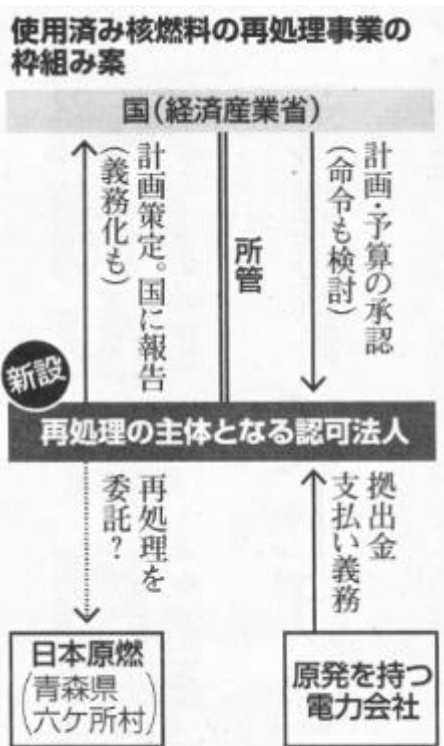 使用済み核燃料の再処理事業の
枠組み案
国(経済産業省)
計画策定。国に報告
(義務化も)
所管
計画・予算の承認
(命令も検討)
新設
再処理の主体となる認可法人
再処理を
委託?
拠出金
支払い義務
日本原燃
(青森県
六ケ所村)
原発を持つ
電力会社